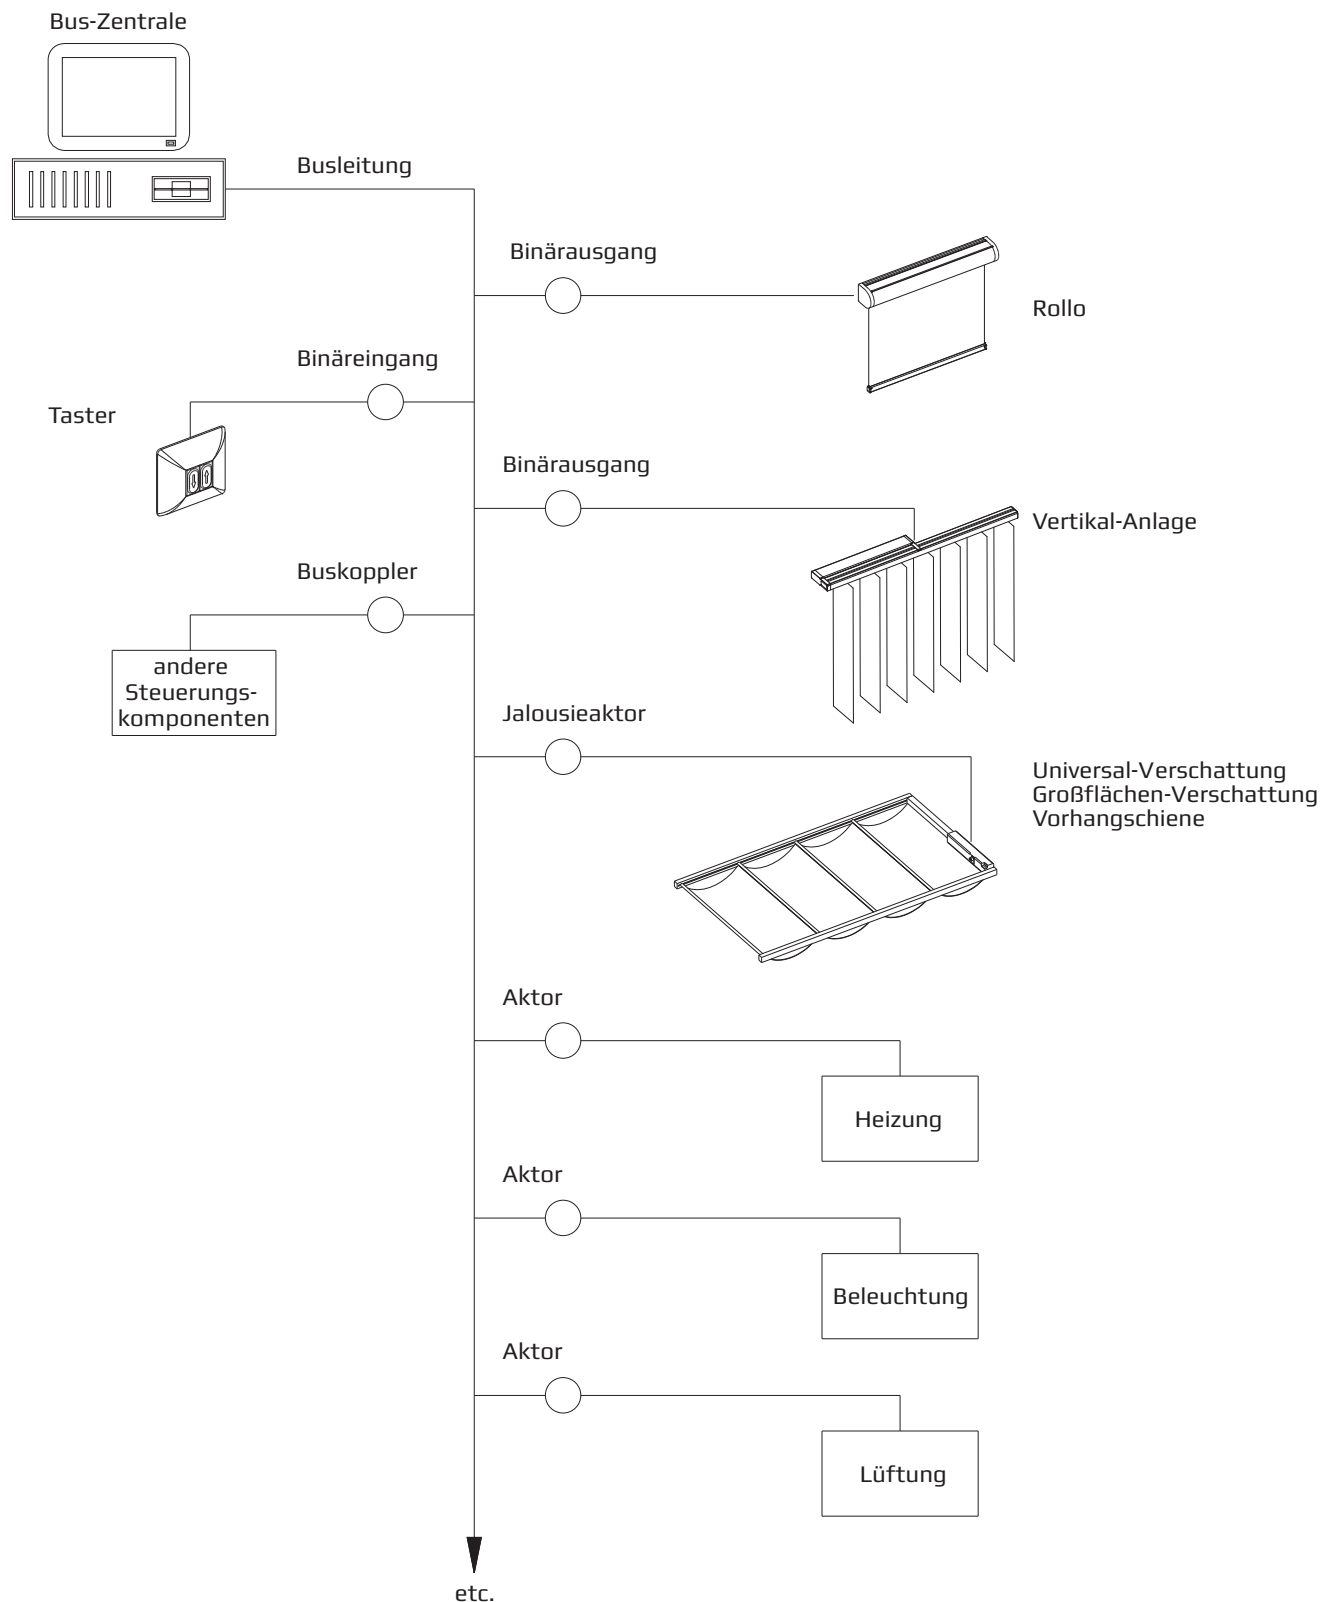 Bus-Zentrale
Busleitung
Binärausgang
Rollo
Binäreingang
Taster
Binärausgang
Vertikal-Anlage
Buskoppler
andere
Steuerungs-
komponenten
Jalousieaktor
Universal-Verschattung
Großflächen-Verschattung
Vorhangschiene
Aktor
Heizung
Aktor
Beleuchtung
Aktor
Lüftung
etc.